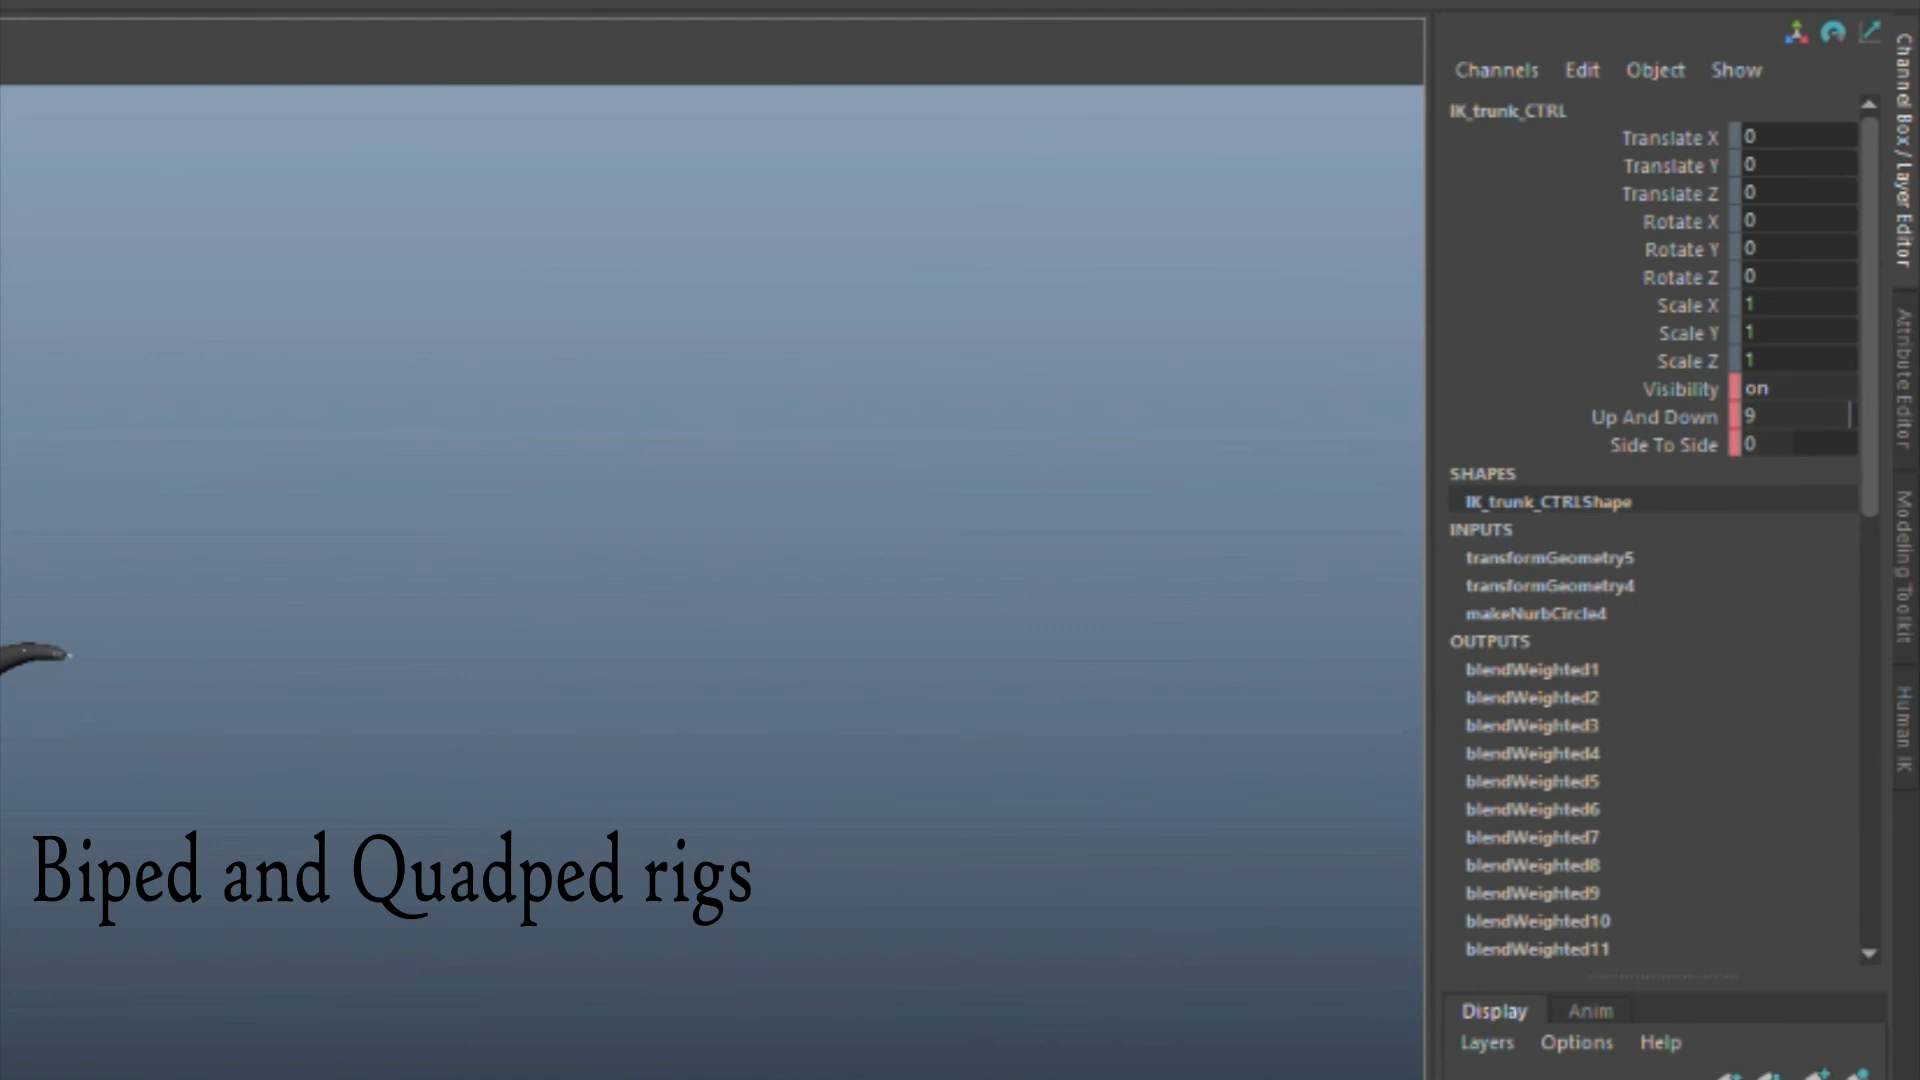 Channels Edit Object Show
IK_trunk_CTRL
Translate X 0
Translate Y 0
Translate Z 0
Rotate X 0
Rotate Y 0
Rotate Z 0
Scale X 1
Scale Y 1
Scale Z 1
Visibility on
Up And Down 9
Side To Side 0
SHAPES
IK_trunk_CTRLShape
INPUTS
transformGeometry5
transformGeometry4
makeNurbCircle4
OUTPUTS
blendWeighted1
blendWeighted2
blendWeighted3
blendWeighted4
blendWeighted5
blendWeighted6
blendWeighted7
blendWeighted8
blendWeighted9
blendWeighted10
blendWeighted11
Display Anim
Layers Options Help
Channel Box / Layer Editor
Attribute Editor
Modeling Toolkit
Human IK
Biped and Quadped rigs